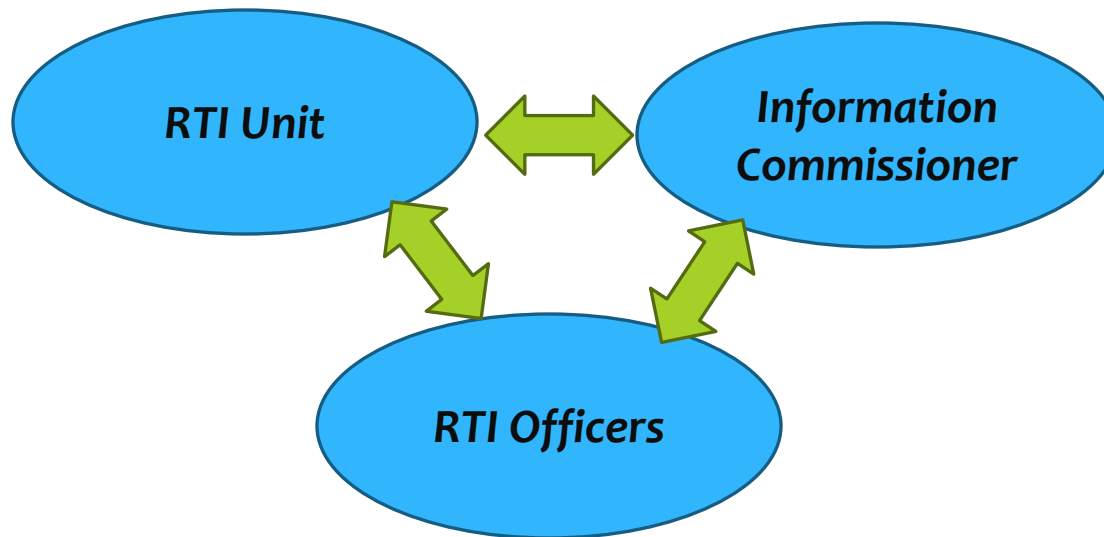 RTI Unit
Information
Commissioner
RTI Officers